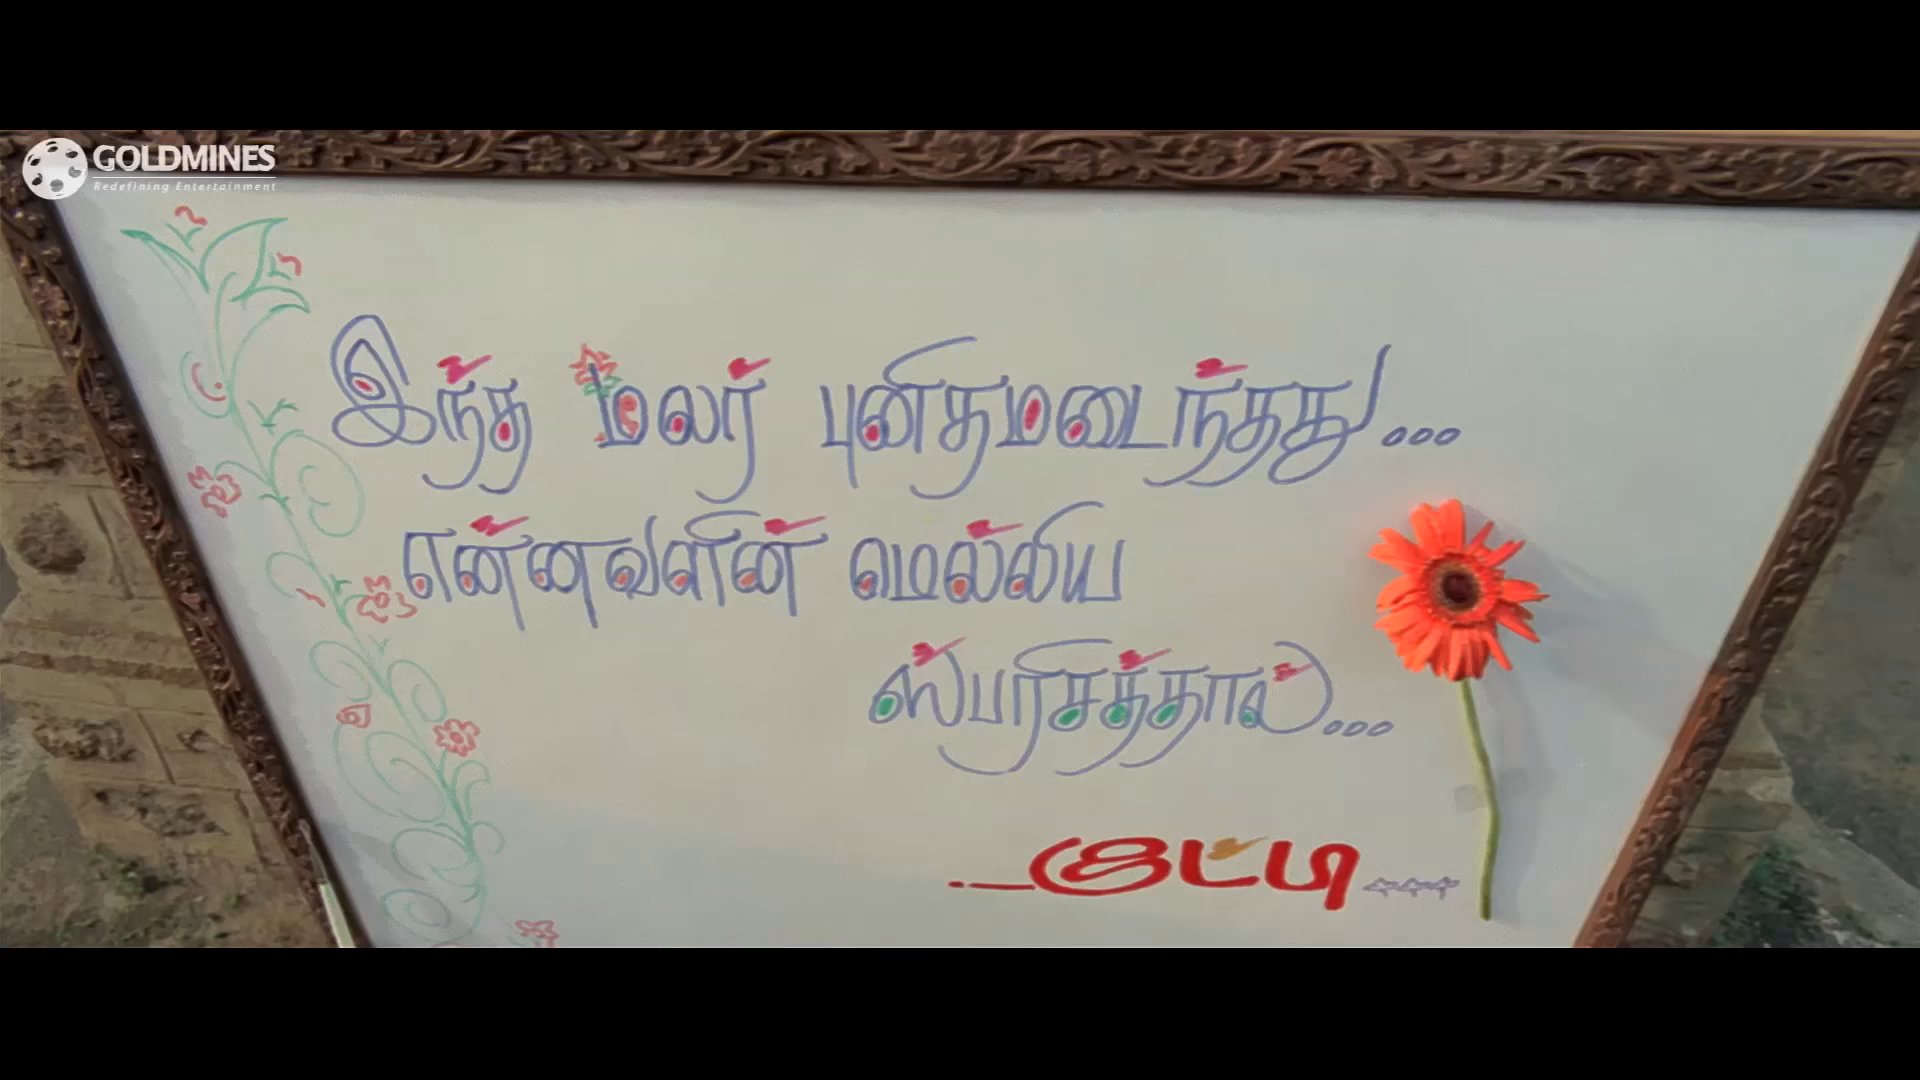 GOLDMINES
Redefining Entertainment
இந்த மலர் புனிதமடைந்தது...
என்னவளின் மெல்லிய
ஸ்பரிசத்தால்...
குட்டி